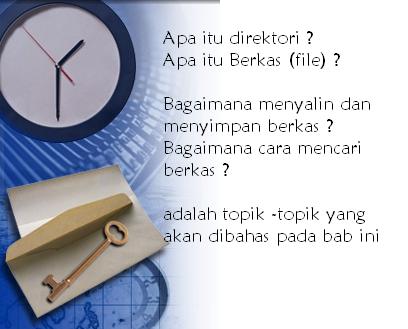 Apa itu direktori ?
Apa itu Berkas (file) ?
Bagaimana menyalin dan
menyimpan berkas ?
Bagaimana cara mencari
berkas ?
adalah topik -topik yang
akan dibahas pada bab ini